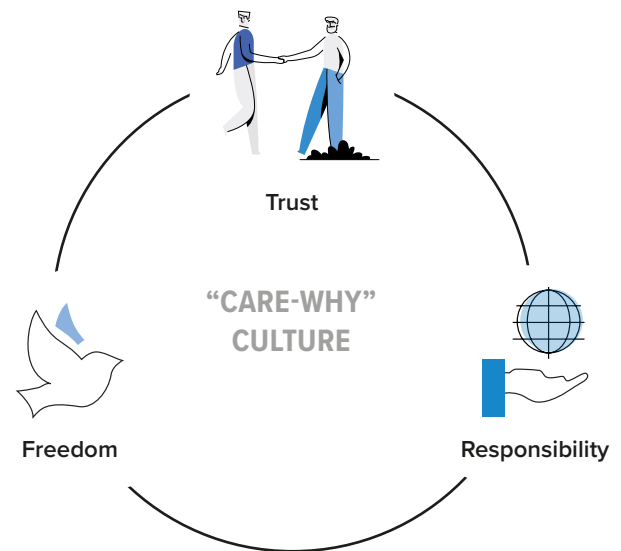 Trust
“CARE-WHY”
CULTURE
Freedom
Responsibility